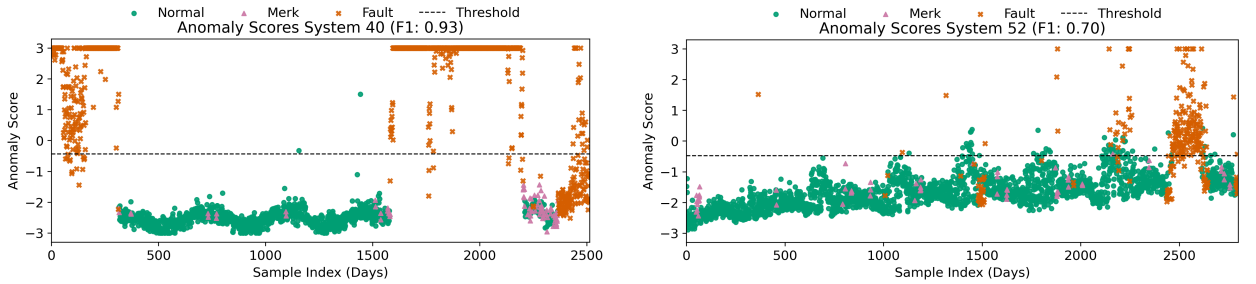 Normal Merk Fault Threshold
Anomaly Scores System 40 (F1: 0.93)
3
2
1
0
−1
−2
−3
Anomaly Score
0 500 1000 1500 2000 2500
Sample Index (Days)
Normal Merk Fault Threshold
Anomaly Scores System 52 (F1: 0.70)
3
2
1
0
−1
−2
−3
Anomaly Score
0 500 1000 1500 2000 2500
Sample Index (Days)